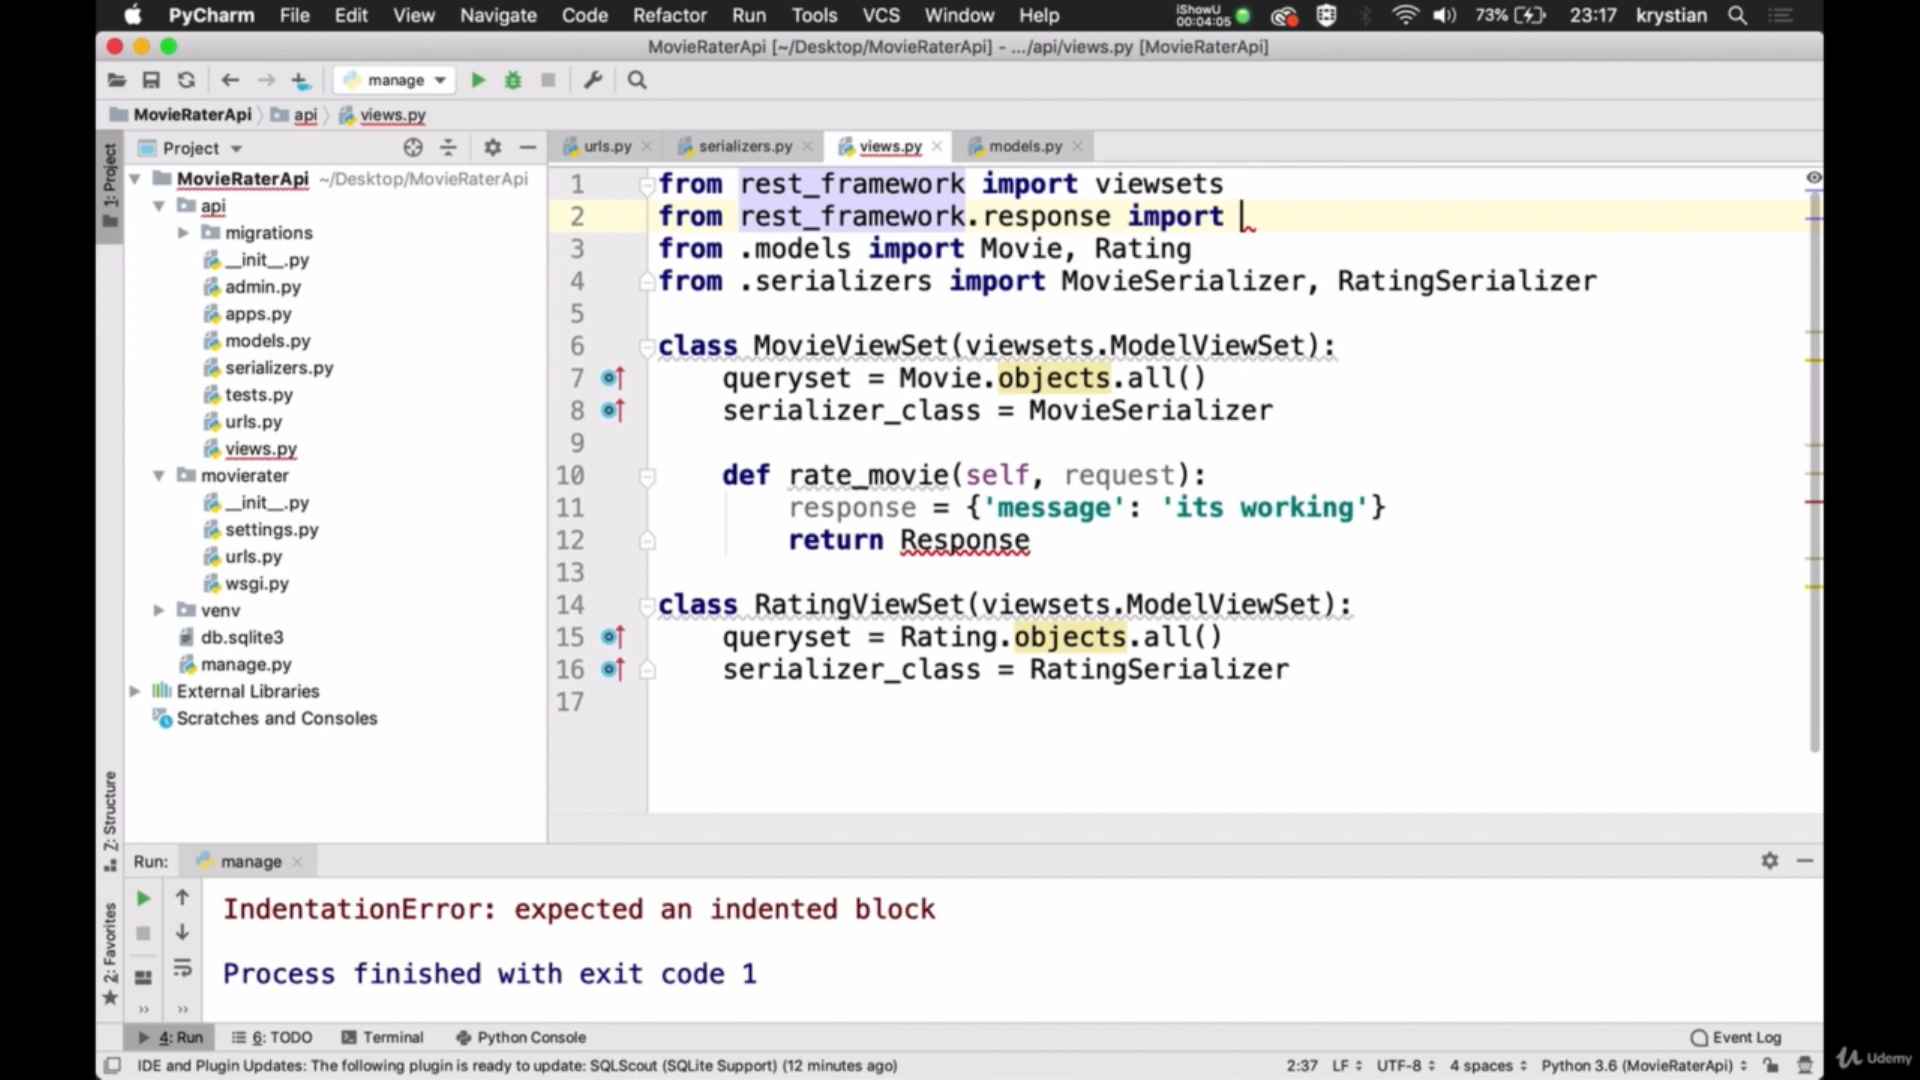 PyCharm File Edit View Navigate Code Refactor Run Tools VCS Window Help iShowU 00:04:05 73% 23:17 krystian
MovieRaterApi [~/Desktop/MovieRaterApi] - .../api/views.py [MovieRaterApi]
manage
MovieRaterApi api views.py
1: Project
Project
urls.py serializers.py views.py models.py
MovieRaterApi ~/Desktop/MovieRaterApi
api
migrations
__init__.py
admin.py
apps.py
models.py
serializers.py
tests.py
urls.py
views.py
movierater
__init__.py
settings.py
urls.py
wsgi.py
venv
db.sqlite3
manage.py
External Libraries
Scratches and Consoles
1 from rest_framework import viewsets
2 from rest_framework.response import
3 from .models import Movie, Rating
4 from .serializers import MovieSerializer, RatingSerializer
5
6 class MovieViewSet(viewsets.ModelViewSet):
7 queryset = Movie.objects.all()
8 serializer_class = MovieSerializer
9
10 def rate_movie(self, request):
11 response = {'message': 'its working'}
12 return Response
13
14 class RatingViewSet(viewsets.ModelViewSet):
15 queryset = Rating.objects.all()
16 serializer_class = RatingSerializer
17
Z: Structure
2: Favorites
Run: manage
IndentationError: expected an indented block
Process finished with exit code 1
4: Run 6: TODO Terminal Python Console Event Log
IDE and Plugin Updates: The following plugin is ready to update: SQLScout (SQLite Support) (12 minutes ago) 2:37 LF UTF-8 4 spaces Python 3.6 (MovieRaterApi)
Udemy